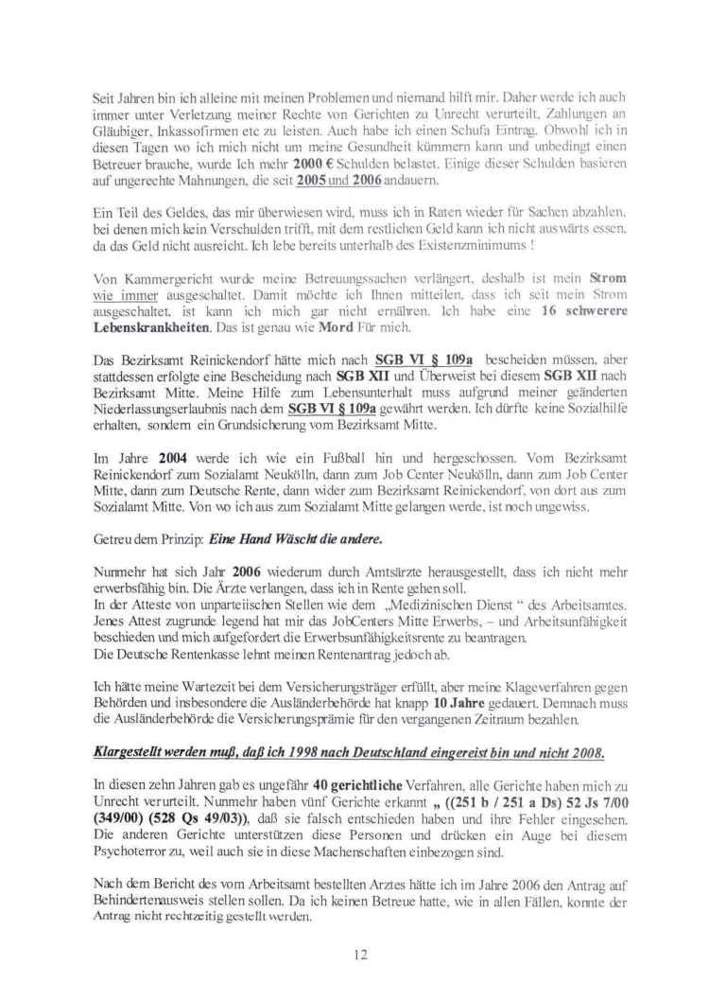 Seit Jahren bin ich alleine mit meinen Problemen und niemand hilft mir. Daher werde ich auch
immer unter Verletzung meiner Rechte von Gerichten zu Unrecht verurteilt, Zahlungen an
Gläubiger, Inkassofirmen etc zu leisten. Auch habe ich einen Schufa Eintrag. Obwohl ich in
diesen Tagen wo ich mich nicht um meine Gesundheit kümmern kann und unbedingt einen
Betreuer brauche, wurde Ich mehr 2000 € Schulden belastet. Einige dieser Schulden basieren
auf ungerechte Mahnungen, die seit 2005 und 2006 andauern.
Ein Teil des Geldes, das mir überwiesen wird, muss ich in Raten wieder für Sachen abzahlen,
bei denen mich kein Verschulden trifft, mit dem restlichen Geld kann ich nicht auswärts essen,
da das Geld nicht ausreicht. Ich lebe bereits unterhalb des Existenzminimums !
Von Kammergericht wurde meine Betreuungssachen verlängert, deshalb ist mein Strom
wie immer ausgeschaltet. Damit möchte ich Ihnen mitteilen, dass ich seit mein Strom
ausgeschaltet, ist kann ich mich gar nicht ernähren. Ich habe eine 16 schwerere
Lebenskrankheiten. Das ist genau wie Mord Für mich.
Das Bezirksamt Reinickendorf hätte mich nach SGB VI § 109a bescheiden müssen, aber
stattdessen erfolgte eine Bescheidung nach SGB XII und Überweist bei diesem SGB XII nach
Bezirksamt Mitte. Meine Hilfe zum Lebensunterhalt muss aufgrund meiner geänderten
Niederlassungserlaubnis nach dem SGB VI § 109a gewährt werden. Ich dürfte keine Sozialhilfe
erhalten, sondern ein Grundsicherung vom Bezirksamt Mitte.
Im Jahre 2004 werde ich wie ein Fußball hin und hergeschossen. Vom Bezirksamt
Reinickendorf zum Sozialamt Neukölln, dann zum Job Center Neukölln, dann zum Job Center
Mitte, dann zum Deutsche Rente, dann wider zum Bezirksamt Reinickendorf, von dort aus zum
Sozialamt Mitte. Von wo ich aus zum Sozialamt Mitte gelangen werde, ist noch ungewiss.
Getreu dem Prinzip: Eine Hand Wäscht die andere.
Nunmehr hat sich Jahr 2006 wiederum durch Amtsärzte herausgestellt, dass ich nicht mehr
erwerbsfähig bin. Die Ärzte verlangen, dass ich in Rente gehen soll.
In der Atteste von unparteiischen Stellen wie dem „Medizinischen Dienst “ des Arbeitsamtes.
Jenes Attest zugrunde legend hat mir das JobCenters Mitte Erwerbs, – und Arbeitsunfähigkeit
beschieden und mich aufgefordert die Erwerbsunfähigkeitsrente zu beantragen.
Die Deutsche Rentenkasse lehnt meinen Rentenantrag jedoch ab.
Ich hätte meine Wartezeit bei dem Versicherungsträger erfüllt, aber meine Klageverfahren gegen
Behörden und insbesondere die Ausländerbehörde hat knapp 10 Jahre gedauert. Demnach muss
die Ausländerbehörde die Versicherungsprämie für den vergangenen Zeitraum bezahlen.
Klargestellt werden muß, daß ich 1998 nach Deutschland eingereist bin und nicht 2008.
In diesen zehn Jahren gab es ungefähr 40 gerichtliche Verfahren, alle Gerichte haben mich zu
Unrecht verurteilt. Nunmehr haben vünf Gerichte erkannt „ ((251 b / 251 a Ds) 52 Js 7/00
(349/00) (528 Qs 49/03)), daß sie falsch entschieden haben und ihre Fehler eingesehen.
Die anderen Gerichte unterstützen diese Personen und drücken ein Auge bei diesem
Psychoterror zu, weil auch sie in diese Machenschaften einbezogen sind.
Nach dem Bericht des vom Arbeitsamt bestellten Arztes hätte ich im Jahre 2006 den Antrag auf
Behindertenausweis stellen sollen. Da ich keinen Betreue hatte, wie in allen Fällen, konnte der
Antrag nicht rechtzeitig gestellt werden.
12